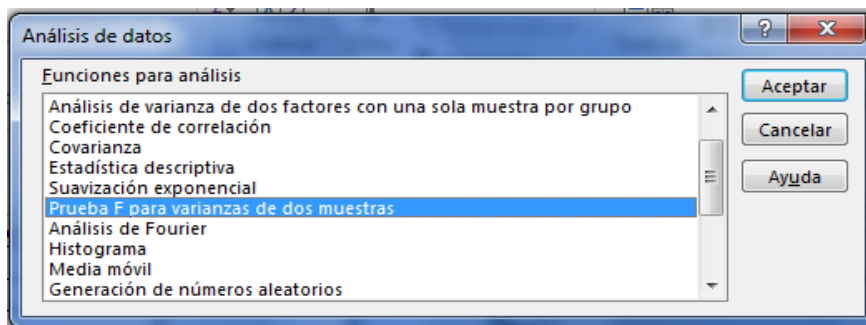 Análisis de datos
Funciones para análisis
Análisis de varianza de dos factores con una sola muestra por grupo
Coeficiente de correlación
Covarianza
Estadística descriptiva
Suavización exponencial
Prueba F para varianzas de dos muestras
Análisis de Fourier
Histograma
Media móvil
Generación de números aleatorios
Aceptar
Cancelar
Ayuda